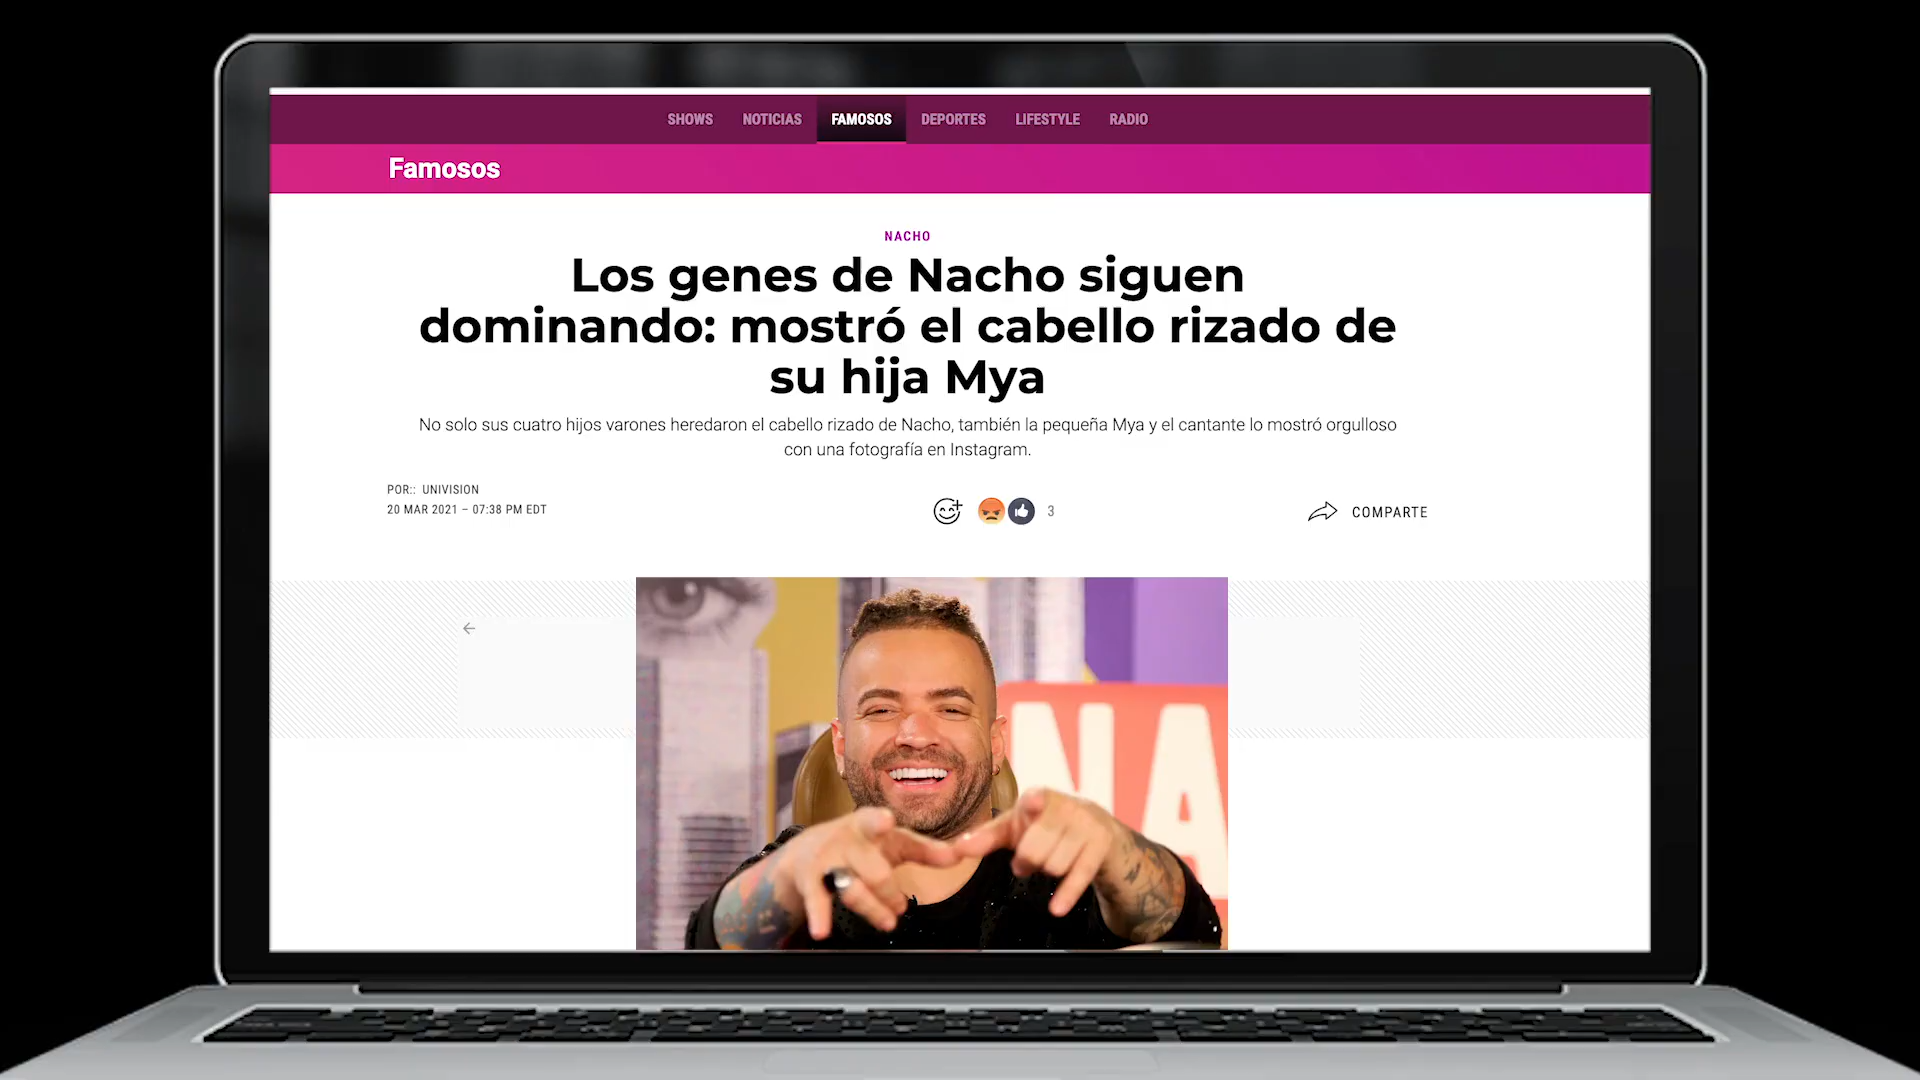 SHOWS NOTICIAS FAMOSOS DEPORTES LIFESTYLE RADIO
Famosos
NACHO
Los genes de Nacho siguen
dominando: mostró el cabello rizado de
su hija Mya
No solo sus cuatro hijos varones heredaron el cabello rizado de Nacho, también la pequeña Mya y el cantante lo mostró orgulloso
con una fotografía en Instagram.
POR:: UNIVISION
20 MAR 2021 – 07:38 PM EDT
3
COMPARTE
NA